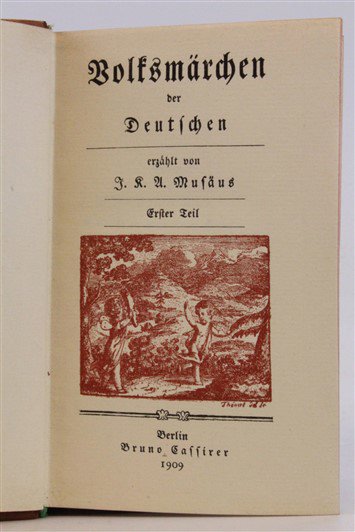 Volksmärchen
der
Deutschen
erzählt von
J. K. A. Musäus
Erster Teil
Berlin
Bruno Cassirer
1909